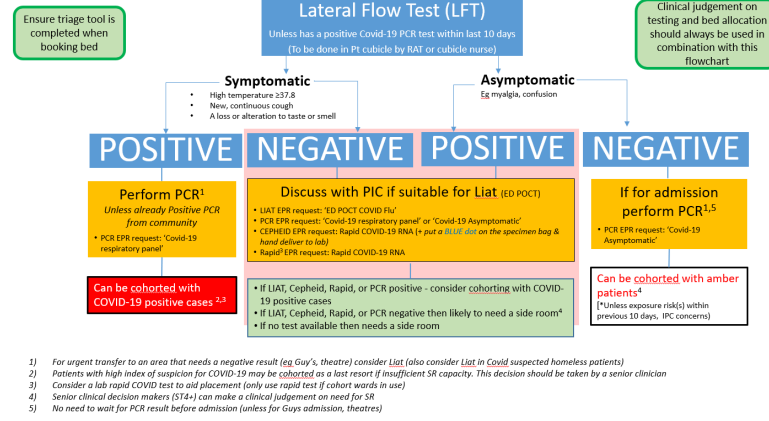 Ensure triage tool is
completed when
booking bed
Lateral Flow Test (LFT)
Unless has a positive Covid-19 PCR test within last 10 days
(To be done in Pt cubicle by RAT or cubicle nurse)
Clinical judgement on
testing and bed allocation
should always be used in
combination with this
flowchart
Symptomatic
• High temperature ≥37.8
• New, continuous cough
• A loss or alteration to taste or smell
Asymptomatic
Eg myalgia, confusion
POSITIVE
NEGATIVE
POSITIVE
NEGATIVE
Perform PCR¹
Unless already Positive PCR
from community
• PCR EPR request: ‘Covid-19
respiratory panel’
Discuss with PIC if suitable for Liat (ED POCT)
• LIAT EPR request: ‘ED POCT COVID Flu’
• PCR EPR request: ‘Covid-19 respiratory panel’ or ‘Covid-19 Asymptomatic’
• CEPHEID EPR request: Rapid COVID-19 RNA (+ put a BLUE dot on the specimen bag &
hand deliver to lab)
• Rapid³ EPR request: Rapid COVID-19 RNA
If for admission
perform PCR¹,⁵
• PCR EPR request: ‘Covid-19
Asymptomatic’
Can be cohorted with
COVID-19 positive cases ²,³
• If LIAT, Cepheid, Rapid, or PCR positive - consider cohorting with COVID-
19 positive cases
• If LIAT, Cepheid, Rapid, or PCR negative then likely to need a side room⁴
• If no test available then needs a side room
Can be cohorted with amber
patients⁴
[*Unless exposure risk(s) within
previous 10 days, IPC concerns)
1) For urgent transfer to an area that needs a negative result (eg Guy’s, theatre) consider Liat (also consider Liat in Covid suspected homeless patients)
2) Patients with high index of suspicion for COVID-19 may be cohorted as a last resort if insufficient SR capacity. This decision should be taken by a senior clinician
3) Consider a lab rapid COVID test to aid placement (only use rapid test if cohort wards in use)
4) Senior clinical decision makers (ST4+) can make a clinical judgement on need for SR
5) No need to wait for PCR result before admission (unless for Guys admission, theatres)